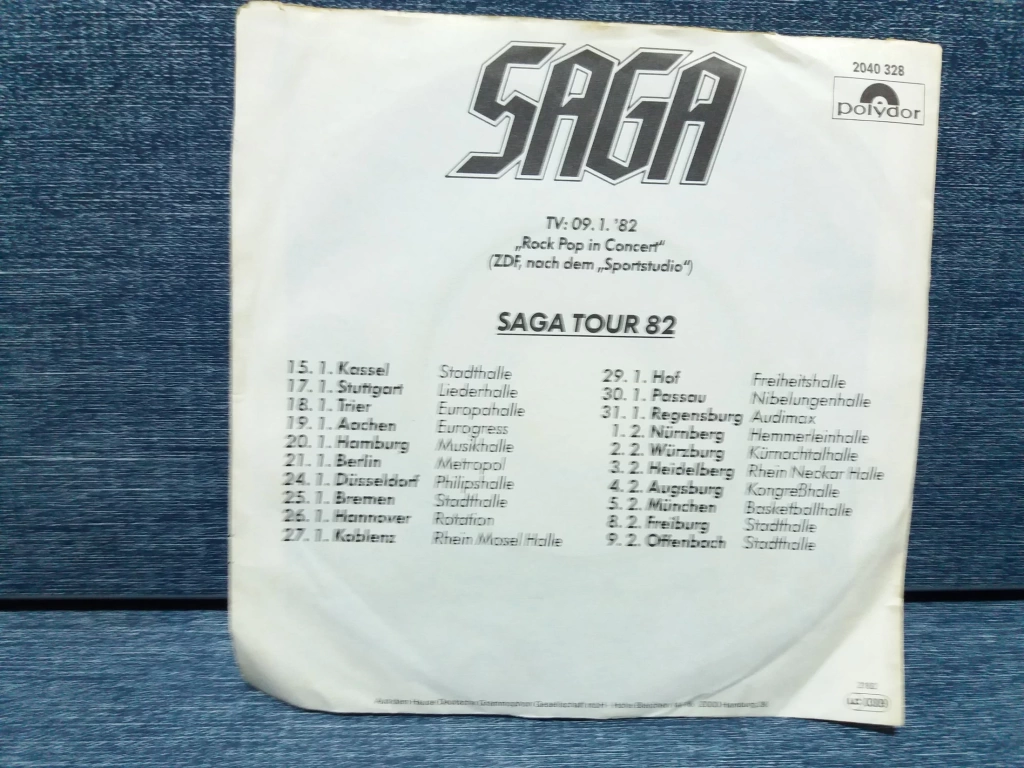 SAGA
2040 328
polydor
TV: 09. 1. '82
„Rock Pop in Concert“
(ZDF, nach dem „Sportstudio“)
SAGA TOUR 82
15. 1. Kassel Stadthalle
17. 1. Stuttgart Liederhalle
18. 1. Trier Europahalle
19. 1. Aachen Eurogress
20. 1. Hamburg Musikhalle
21. 1. Berlin Metropol
24. 1. Düsseldorf Philipshalle
25. 1. Bremen Stadthalle
26. 1. Hannover Rotation
27. 1. Koblenz Rhein/Mosel/Halle
29. 1. Hof Freiheitshalle
30. 1. Passau Nibelungenhalle
31. 1. Regensburg Audimax
1. 2. Nürnberg Hemmerleinhalle
2. 2. Würzburg Kürnachtalhalle
3. 2. Heidelberg Rhein/Neckar/Halle
4. 2. Augsburg Kongreßhalle
5. 2. München Basketballhalle
8. 2. Freiburg Stadthalle
9. 2. Offenbach Stadthalle